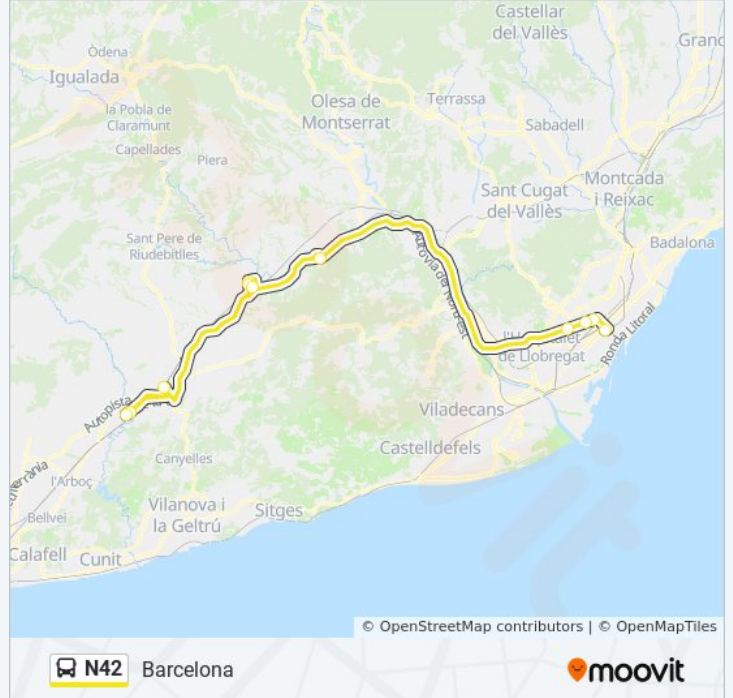 Castellar
del Vallès
Granc
Òdena
Igualada
Olesa de
Montserrat
Terrassa
la Pobla de
Claramunt
Sabadell
Capellades
Piera
Montcada
i Reixac
Sant Cugat
del Vallès
Sant Pere de
Riudebitlles
Badalona
Autovia del Nord-est
Ronda Litoral
de Llobregat
Autopista
Viladecans
Castelldefels
Canyelles
l'Arboç
Vilanova i
la Geltrú
Sitges
Bellvei
Calafell
Cunit
© OpenStreetMap contributors | © OpenMapTiles
N42 Barcelona
moovit